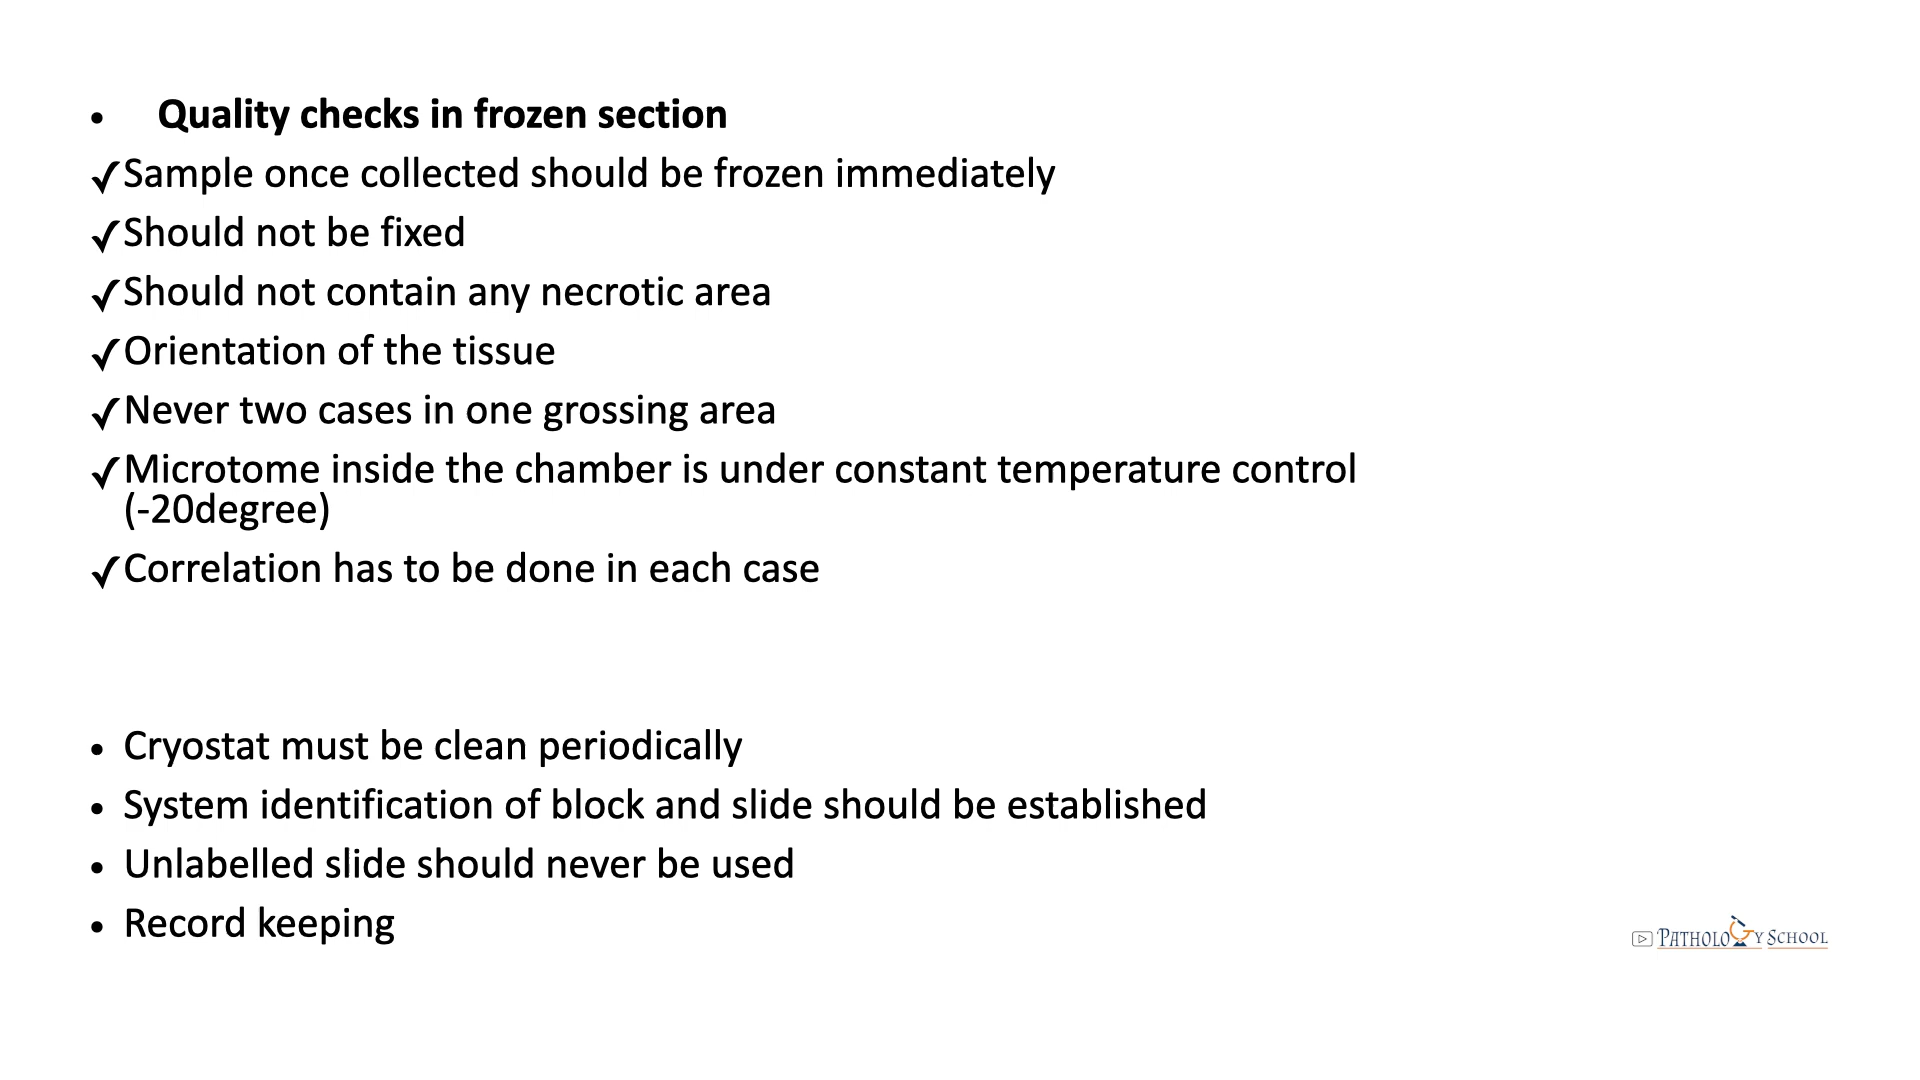 • Quality checks in frozen section
✓Sample once collected should be frozen immediately
✓Should not be fixed
✓Should not contain any necrotic area
✓Orientation of the tissue
✓Never two cases in one grossing area
✓Microtome inside the chamber is under constant temperature control
(-20degree)
✓Correlation has to be done in each case
• Cryostat must be clean periodically
• System identification of block and slide should be established
• Unlabelled slide should never be used
• Record keeping
PATHOLOGY SCHOOL